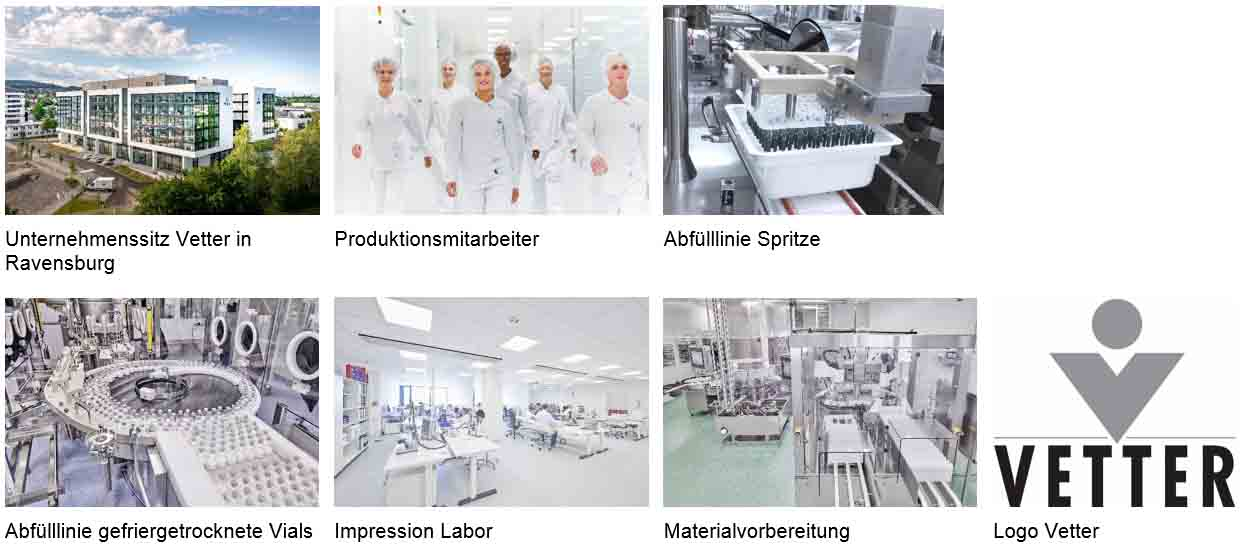 Unternehmenssitz Vetter in
Ravensburg
Produktionsmitarbeiter
Abfülllinie Spritze
Abfülllinie gefriergetrocknete Vials
Impression Labor
Materialvorbereitung
VETTER
Logo Vetter